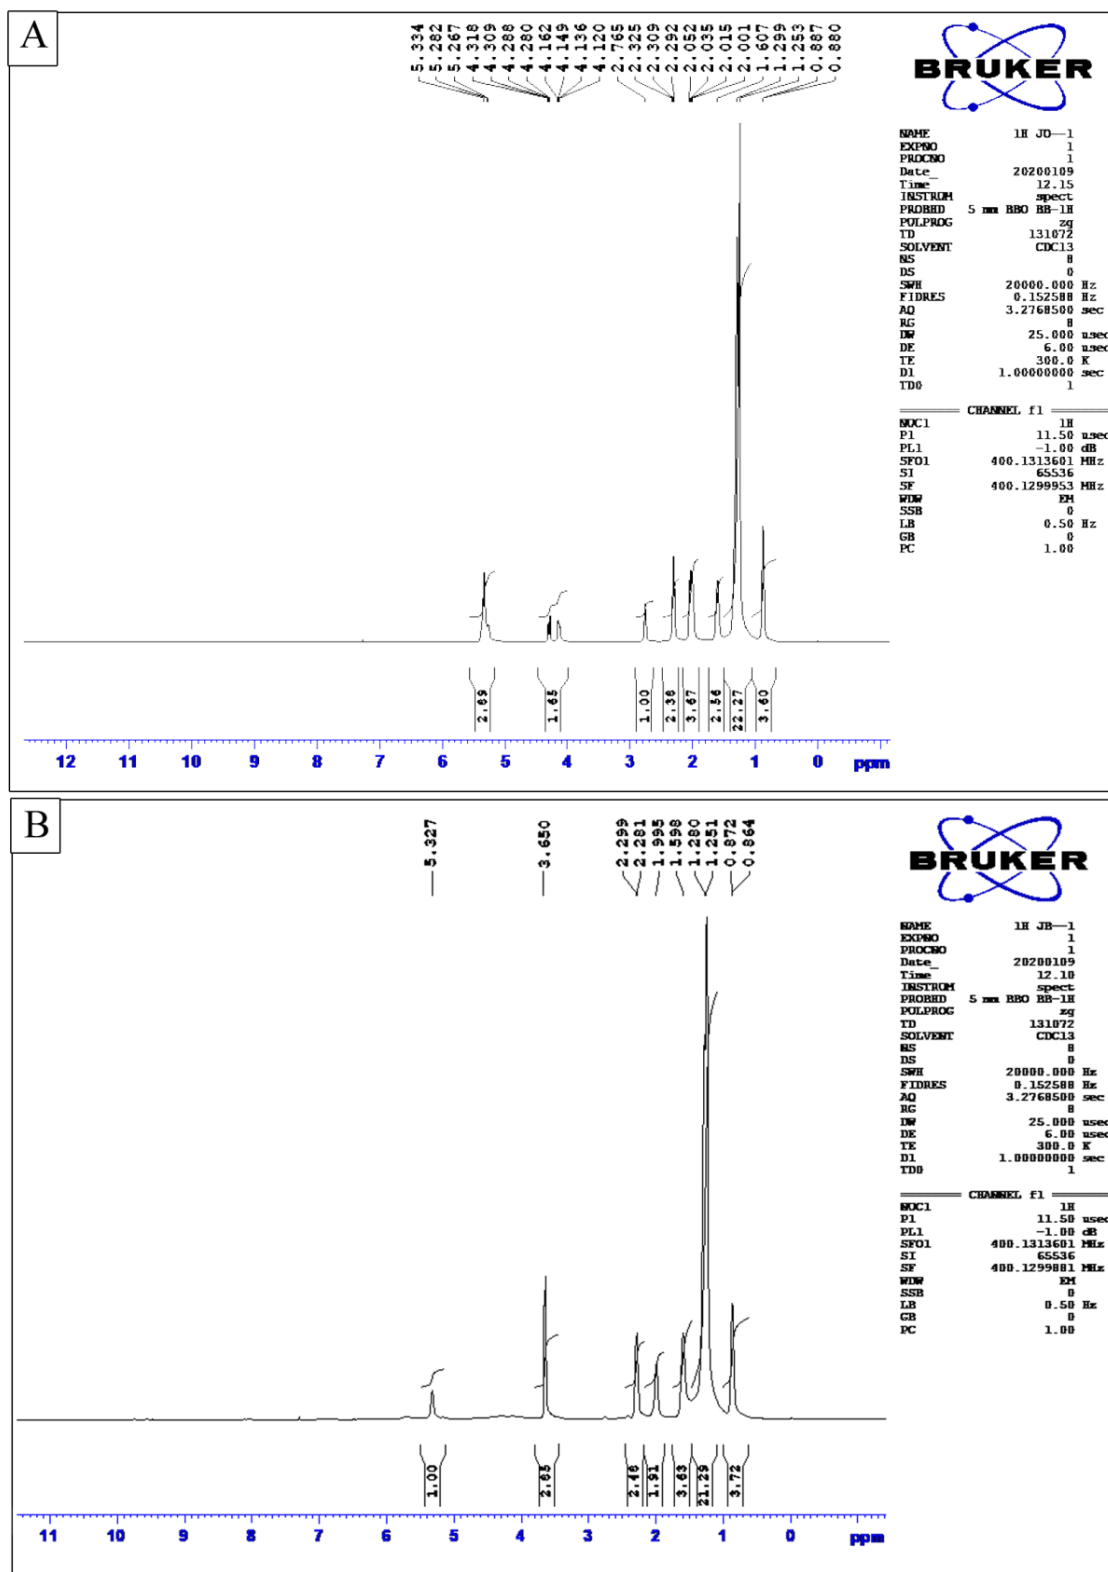 A
5.334
5.282
5.267
4.318
4.309
4.288
4.280
4.162
4.149
4.136
4.120
2.765
2.325
2.309
2.292
2.052
2.035
2.015
2.001
1.607
1.299
1.253
0.887
0.880
BRUKER
NAME 1H JO--1
EXPNO 1
PROCNO 1
Date_ 20200109
Time 12.15
INSTRUM spect
PROBHD 5 mm BBO BB-1H
PULPROG zg
TD 131072
SOLVENT CDCl3
NS 8
DS 0
SWH 20000.000 Hz
FIDRES 0.152588 Hz
AQ 3.2768500 sec
RG 8
DW 25.000 usec
DE 6.00 usec
TE 300.0 K
D1 1.00000000 sec
TD0 1
CHANNEL f1
NUC1 1H
P1 11.50 usec
PL1 -1.00 dB
SFO1 400.1313601 MHz
SI 65536
SF 400.1299953 MHz
WDW EM
SSB 0
LB 0.50 Hz
GB 0
PC 1.00
2.89 1.65 1.00 2.38 3.67 2.56 22.27 3.60
12 11 10 9 8 7 6 5 4 3 2 1 0 ppm
B
5.327
3.650
2.299
2.281
1.995
1.598
1.280
1.251
0.872
0.864
BRUKER
NAME 1H JB--1
EXPNO 1
PROCNO 1
Date_ 20200109
Time 12.10
INSTRUM spect
PROBHD 5 mm BBO BB-1H
PULPROG zg
TD 131072
SOLVENT CDCl3
NS 8
DS 0
SWH 20000.000 Hz
FIDRES 0.152588 Hz
AQ 3.2768500 sec
RG 8
DW 25.000 usec
DE 6.00 usec
TE 300.0 K
D1 1.00000000 sec
TD0 1
CHANNEL f1
NUC1 1H
P1 11.50 usec
PL1 -1.00 dB
SFO1 400.1313601 MHz
SI 65536
SF 400.1299881 MHz
WDW EM
SSB 0
LB 0.50 Hz
GB 0
PC 1.00
1.00 2.85 2.48 1.91 3.63 21.29 3.72
11 10 9 8 7 6 5 4 3 2 1 0 ppm